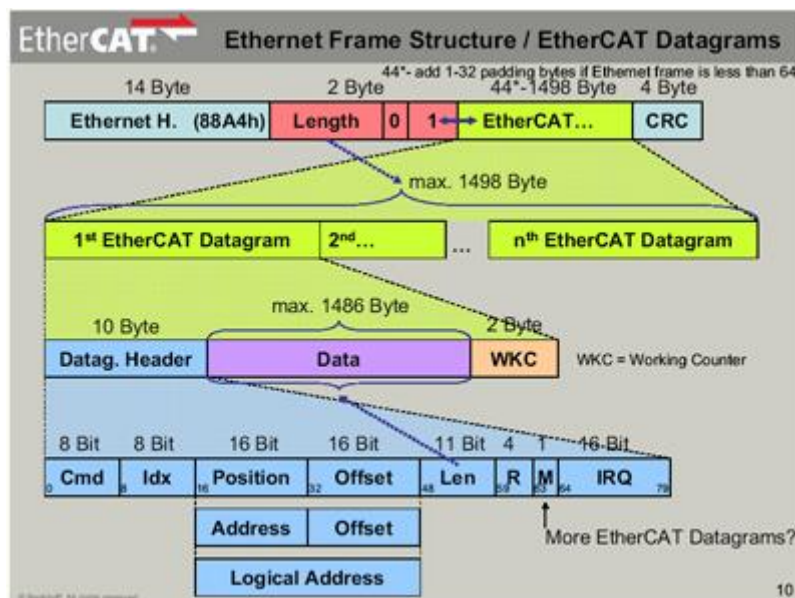 EtherCAT. Ethernet Frame Structure / EtherCAT Datagrams
44*- add 1-32 padding bytes if Ethernet frame is less than 64
14 Byte 2 Byte 44*-1498 Byte 4 Byte
Ethernet H. (88A4h) Length 0 1 EtherCAT... CRC
max. 1498 Byte
1st EtherCAT Datagram 2nd... ... nth EtherCAT Datagram
max. 1486 Byte
10 Byte 2 Byte
Datag. Header Data WKC WKC = Working Counter
8 Bit 8 Bit 16 Bit 16 Bit 11 Bit 4 1 16 Bit
Cmd Idx Position Offset Len R M IRQ
0 8 16 32 48 59 63 64 79
Address Offset More EtherCAT Datagrams?
Logical Address
10